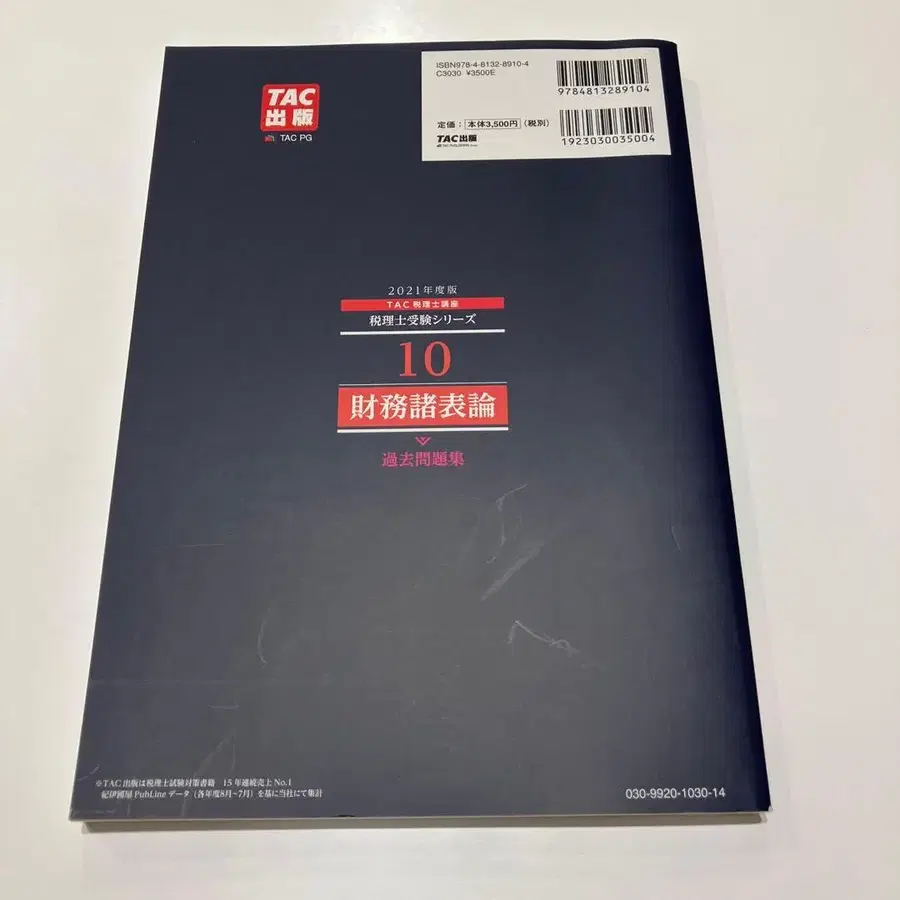 TAC
出版
TAC PG
ISBN978-4-8132-8910-4
C3030 ¥3500E
9784813289104
定価：本体3,500円（税別）
TAC出版
1923030035004
2021年度版
TAC 税理士講座
税理士受験シリーズ
10
財務諸表論
過去問題集
※TAC出版は税理士試験対策書籍 15年連続売上No.1
紀伊國屋PubLineデータ（各年度8月~7月）を基に当社にて集計
030-9920-1030-14